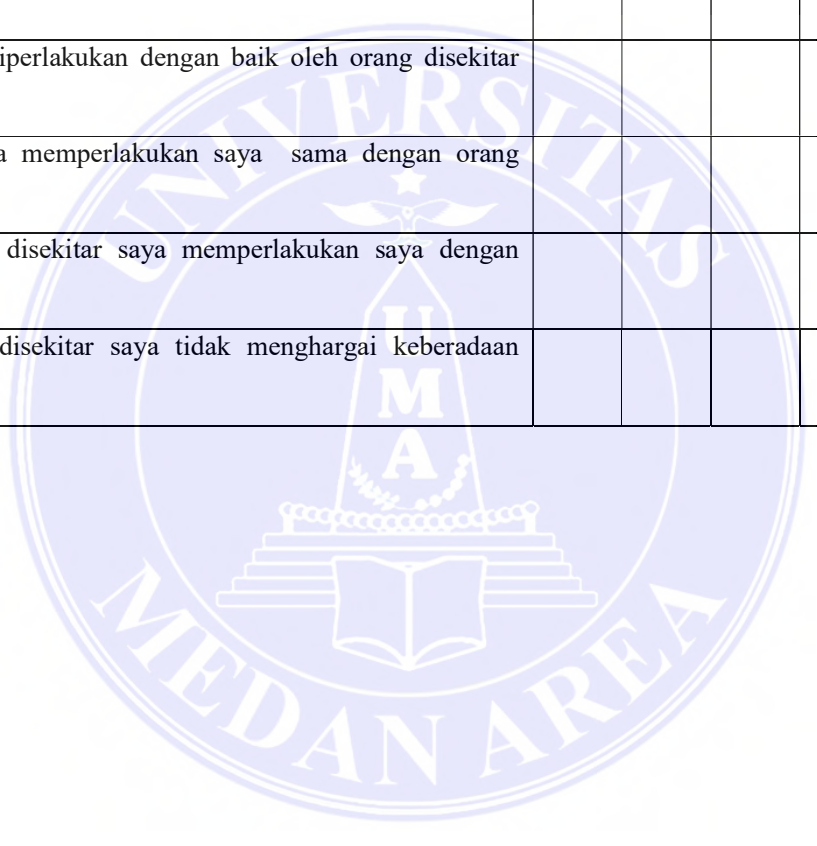 iperlakukan dengan baik oleh orang disekitar
a memperlakukan saya sama dengan orang
disekitar saya memperlakukan saya dengan
disekitar saya tidak menghargai keberadaan
UNIVERSITAS
UMA
MEDAN AREA